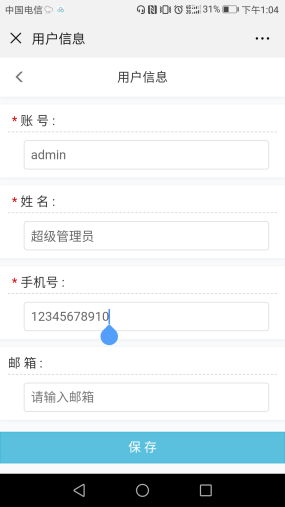 中国电信 31% 下午1:04
用户信息
用户信息
* 账 号 :
admin
* 姓 名 :
超级管理员
* 手机号 :
12345678910
邮 箱 :
请输入邮箱
保 存